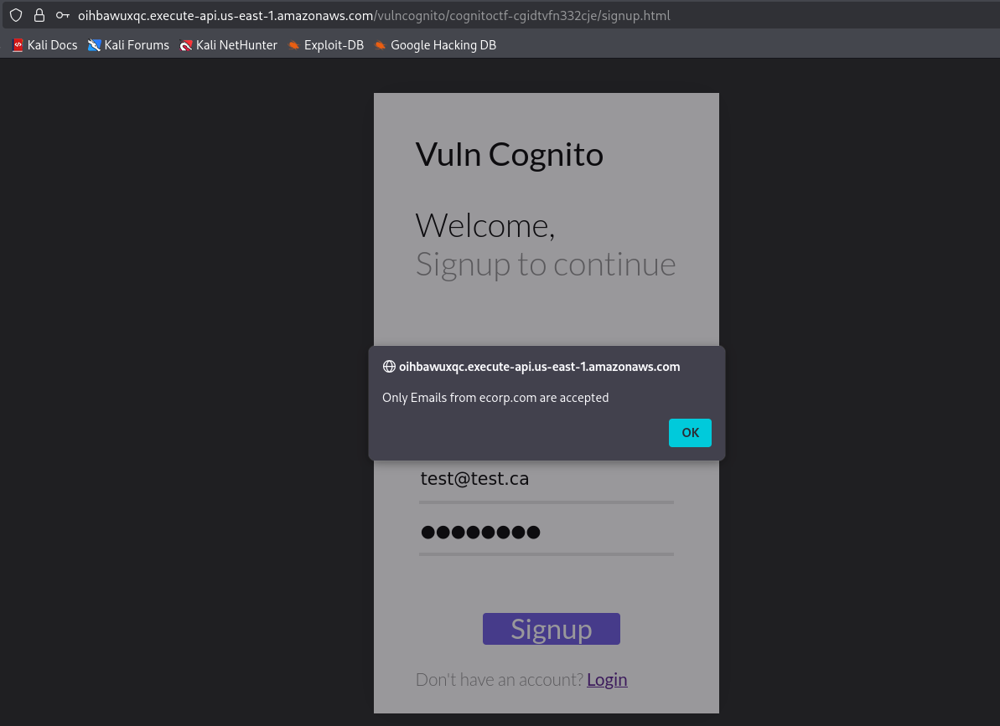 oihbawuxqc.execute-api.us-east-1.amazonaws.com/vulncognito/cognitoctf-cgidtvfn332cje/signup.html
Kali Docs Kali Forums Kali NetHunter Exploit-DB Google Hacking DB
Vuln Cognito
Welcome,
Signup to continue
oihbawuxqc.execute-api.us-east-1.amazonaws.com
Only Emails from ecorp.com are accepted
OK
test@test.ca
●●●●●●●●
Signup
Don't have an account? Login